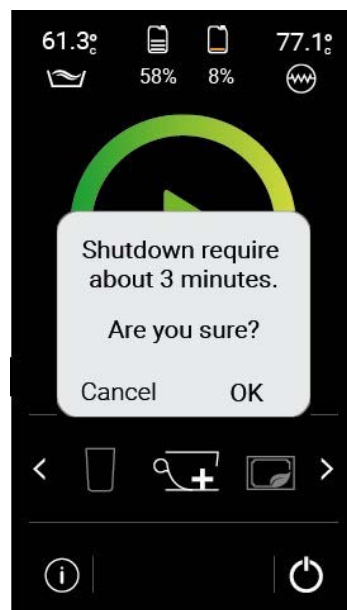 61.3°c 77.1°c
58% 8%
Shutdown require
about 3 minutes.
Are you sure?
Cancel OK